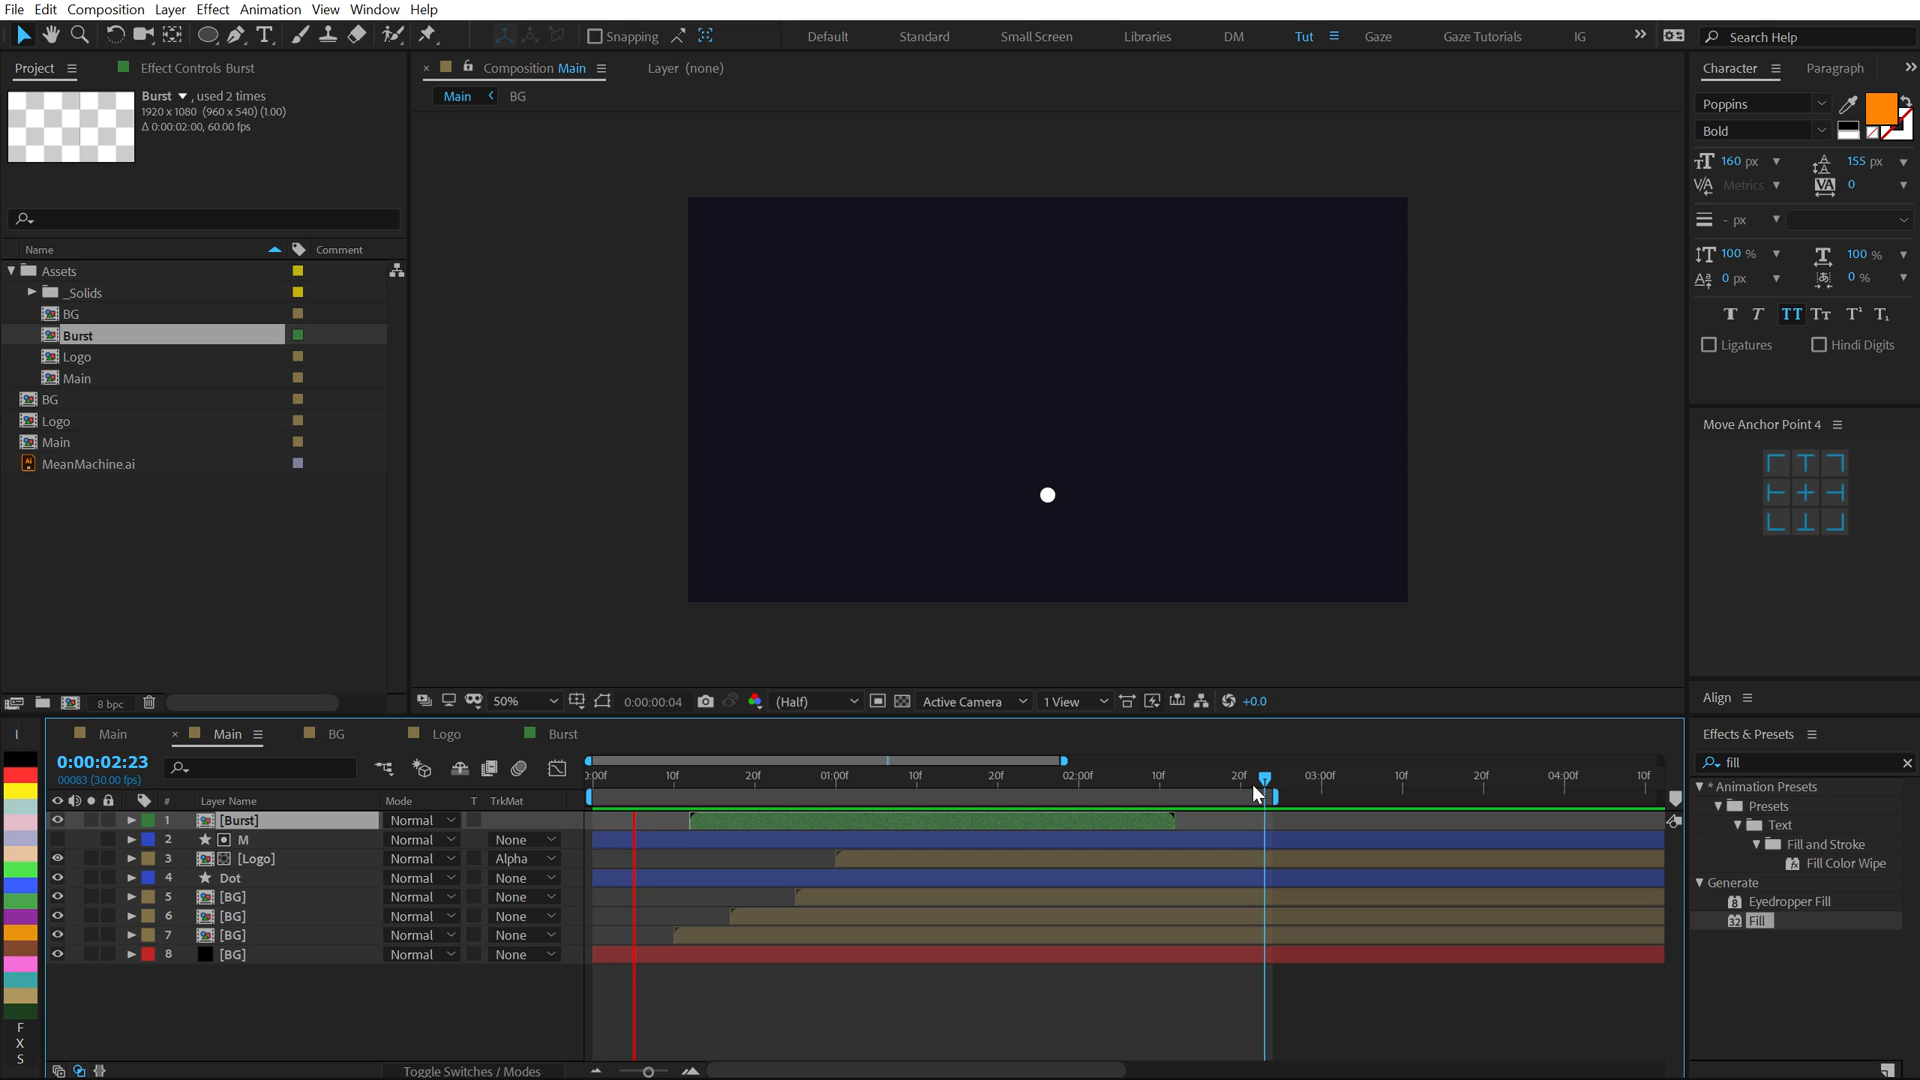 File Edit Composition Layer Effect Animation View Window Help
Snapping Default Standard Small Screen Libraries DM Tut Gaze Gaze Tutorials IG Search Help
Project Effect Controls Burst
Composition Main Layer (none)
Character Paragraph
Burst , used 2 times
1920 x 1080 (960 x 540) (1.00)
Δ 0:00:02:00, 60.00 fps
Main BG
Poppins
Bold
160 px 155 px
Metrics 0
- px
100 % 100 %
0 px 0 %
Ligatures Hindi Digits
Move Anchor Point 4
Name Comment
Assets
_Solids
BG
Burst
Logo
Main
BG
Logo
Main
MeanMachine.ai
8 bpc
50% 0:00:00:04 (Half) Active Camera 1 View +0.0
Align
Main Main BG Logo Burst
0:00:02:23
00083 (30.00 fps)
0:00f 10f 20f 01:00f 10f 20f 02:00f 10f 20f 03:00f 10f 20f 04:00f 10f
# Layer Name Mode T TrkMat
1 [Burst] Normal
2 M Normal None
3 [Logo] Normal Alpha
4 Dot Normal None
5 [BG] Normal None
6 [BG] Normal None
7 [BG] Normal None
8 [BG] Normal None
F
X
S
Toggle Switches / Modes
Effects & Presets
fill
* Animation Presets
Presets
Text
Fill and Stroke
Fill Color Wipe
Generate
Eyedropper Fill
Fill